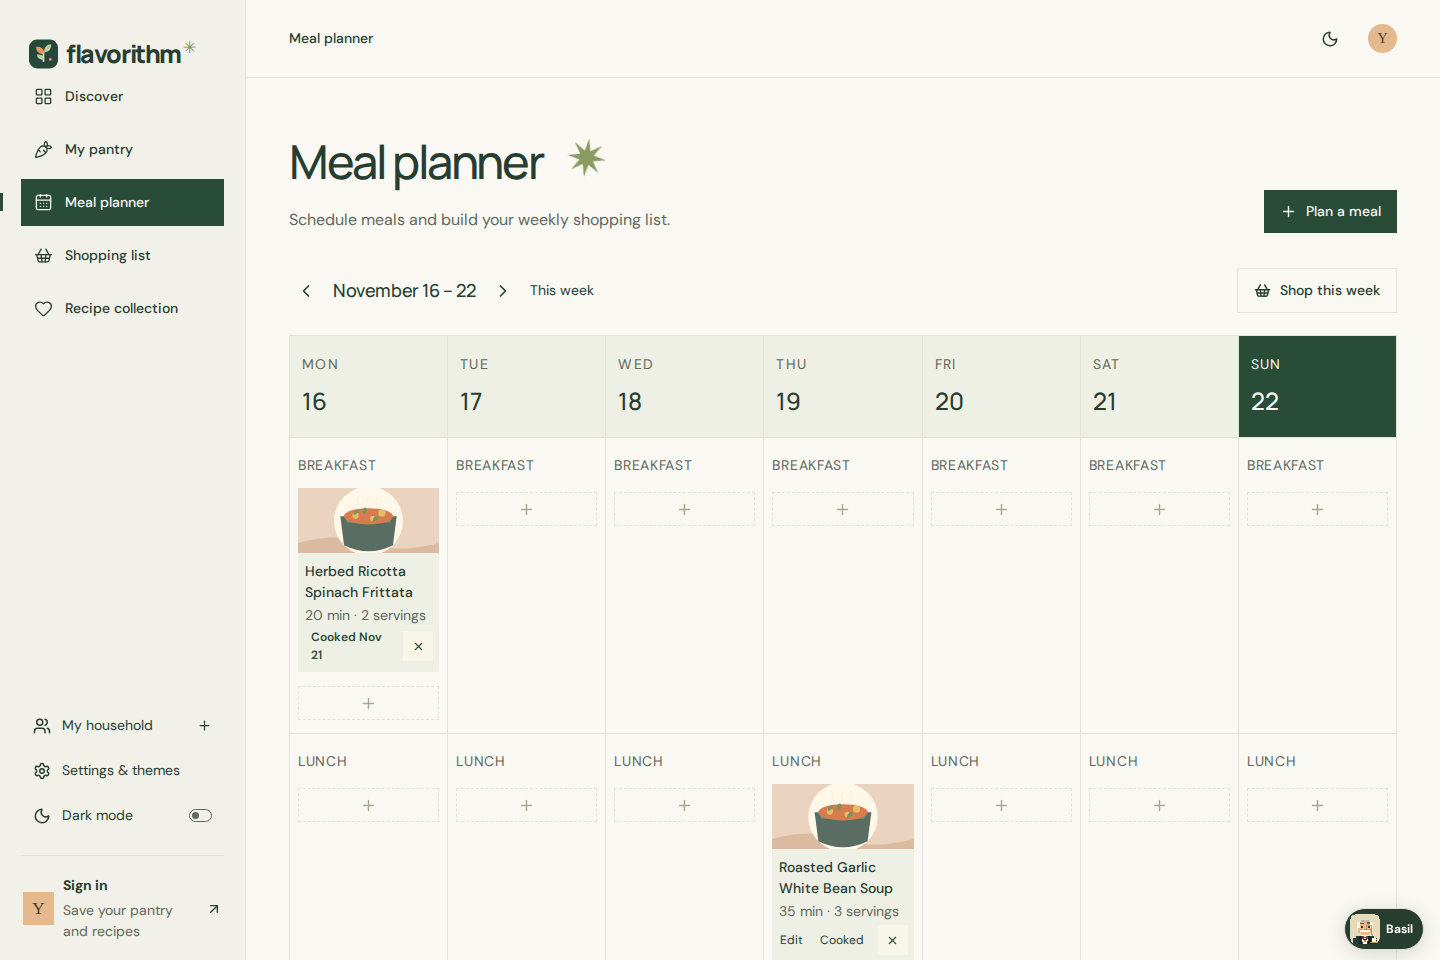 flavorithm
Discover
My pantry
Meal planner
Shopping list
Recipe collection
My household
Settings & themes
Dark mode
Y
Sign in
Save your pantry
and recipes
Meal planner
Y
Meal planner
Schedule meals and build your weekly shopping list.
Plan a meal
November 16 – 22
This week
Shop this week
MON
16
TUE
17
WED
18
THU
19
FRI
20
SAT
21
SUN
22
BREAKFAST
BREAKFAST
BREAKFAST
BREAKFAST
BREAKFAST
BREAKFAST
BREAKFAST
Herbed Ricotta
Spinach Frittata
20 min · 2 servings
Cooked Nov
21
LUNCH
LUNCH
LUNCH
LUNCH
LUNCH
LUNCH
LUNCH
Roasted Garlic
White Bean Soup
35 min · 3 servings
Edit
Cooked
Basil